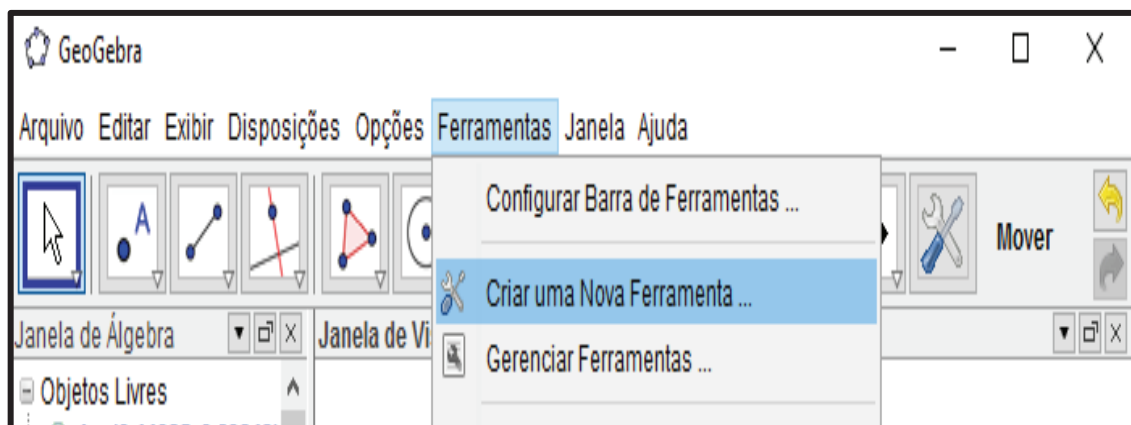 GeoGebra
Arquivo Editar Exibir Disposições Opções Ferramentas Janela Ajuda
A
Configurar Barra de Ferramentas ...
Mover
Criar uma Nova Ferramenta ...
Janela de Álgebra
Janela de Vi
Gerenciar Ferramentas ...
Objetos Livres